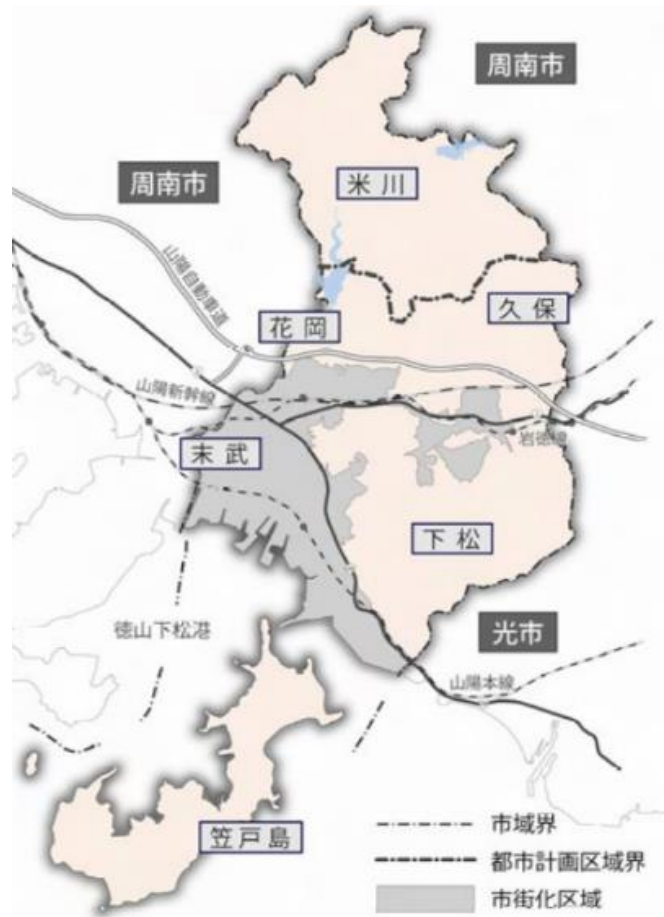 周南市
周南市
米川
山陽自動車道
久保
花岡
山陽新幹線
岩徳線
末武
下松
徳山下松港
光市
山陽本線
笠戸島
市域界
都市計画区域界
市街化区域